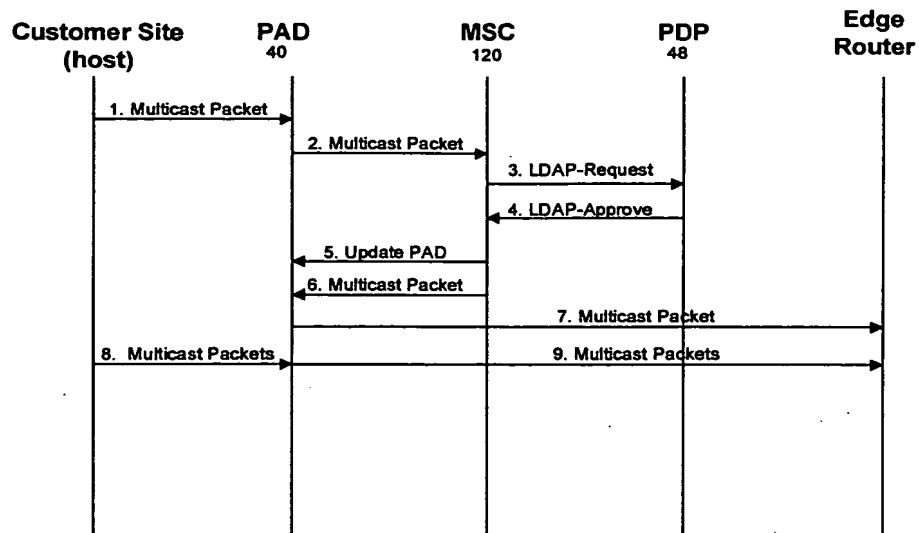 Customer Site
(host)
PAD
40
MSC
120
PDP
48
Edge
Router
1. Multicast Packet
2. Multicast Packet
3. LDAP-Request
4. LDAP-Approve
5. Update PAD
6. Multicast Packet
7. Multicast Packet
8. Multicast Packets
9. Multicast Packets